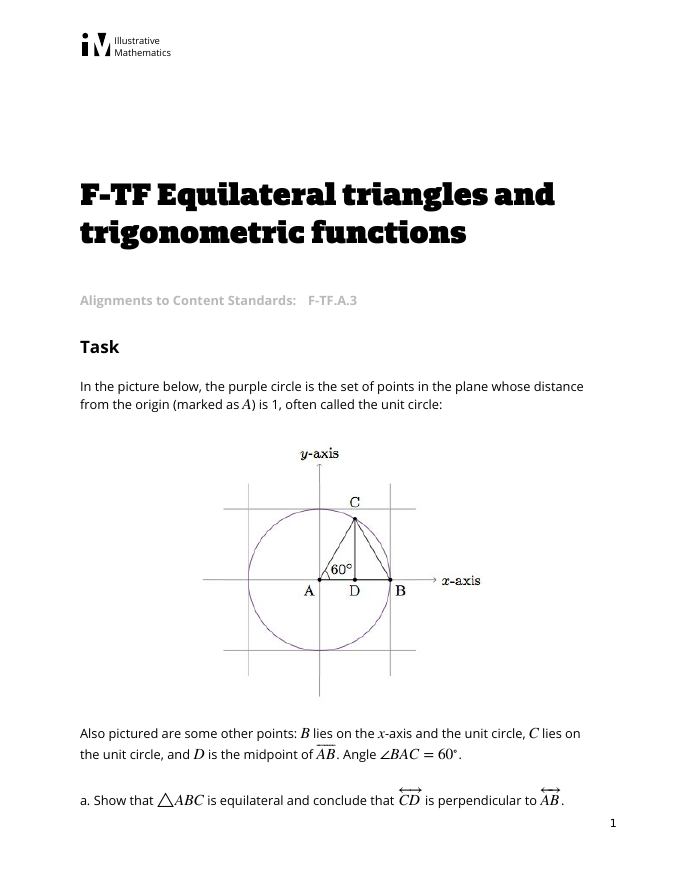 Illustrative
Mathematics
F-TF Equilateral triangles and
trigonometric functions
Alignments to Content Standards: F-TF.A.3
Task
In the picture below, the purple circle is the set of points in the plane whose distance
from the origin (marked as A) is 1, often called the unit circle:
y-axis
C
60°
x-axis
A D B
Also pictured are some other points: B lies on the x-axis and the unit circle, C lies on
the unit circle, and D is the midpoint of \overline{AB}. Angle ∠BAC = 60°.
a. Show that △ABC is equilateral and conclude that \overleftrightarrow{CD} is perpendicular to \overleftrightarrow{AB}.
1